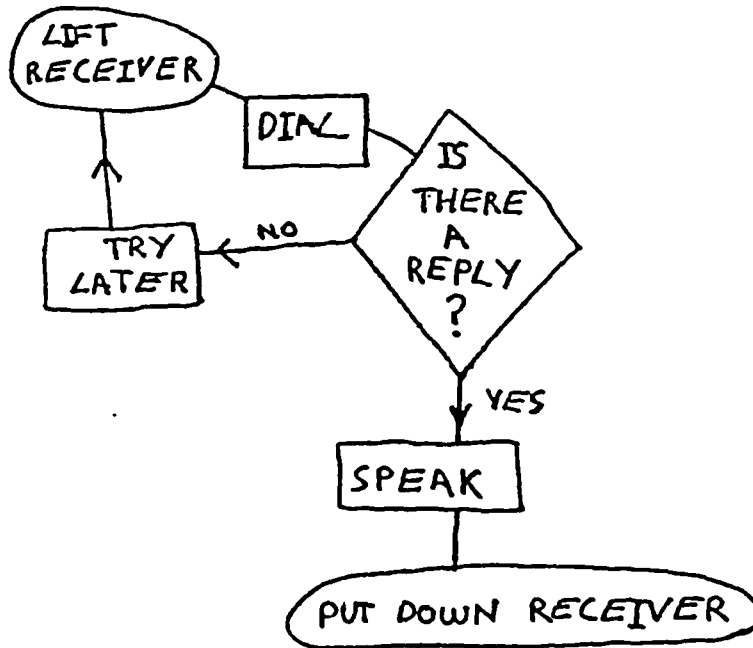 LIFT
RECEIVER
DIAL
IS
THERE
A
REPLY
?
NO
TRY
LATER
YES
SPEAK
PUT DOWN RECEIVER